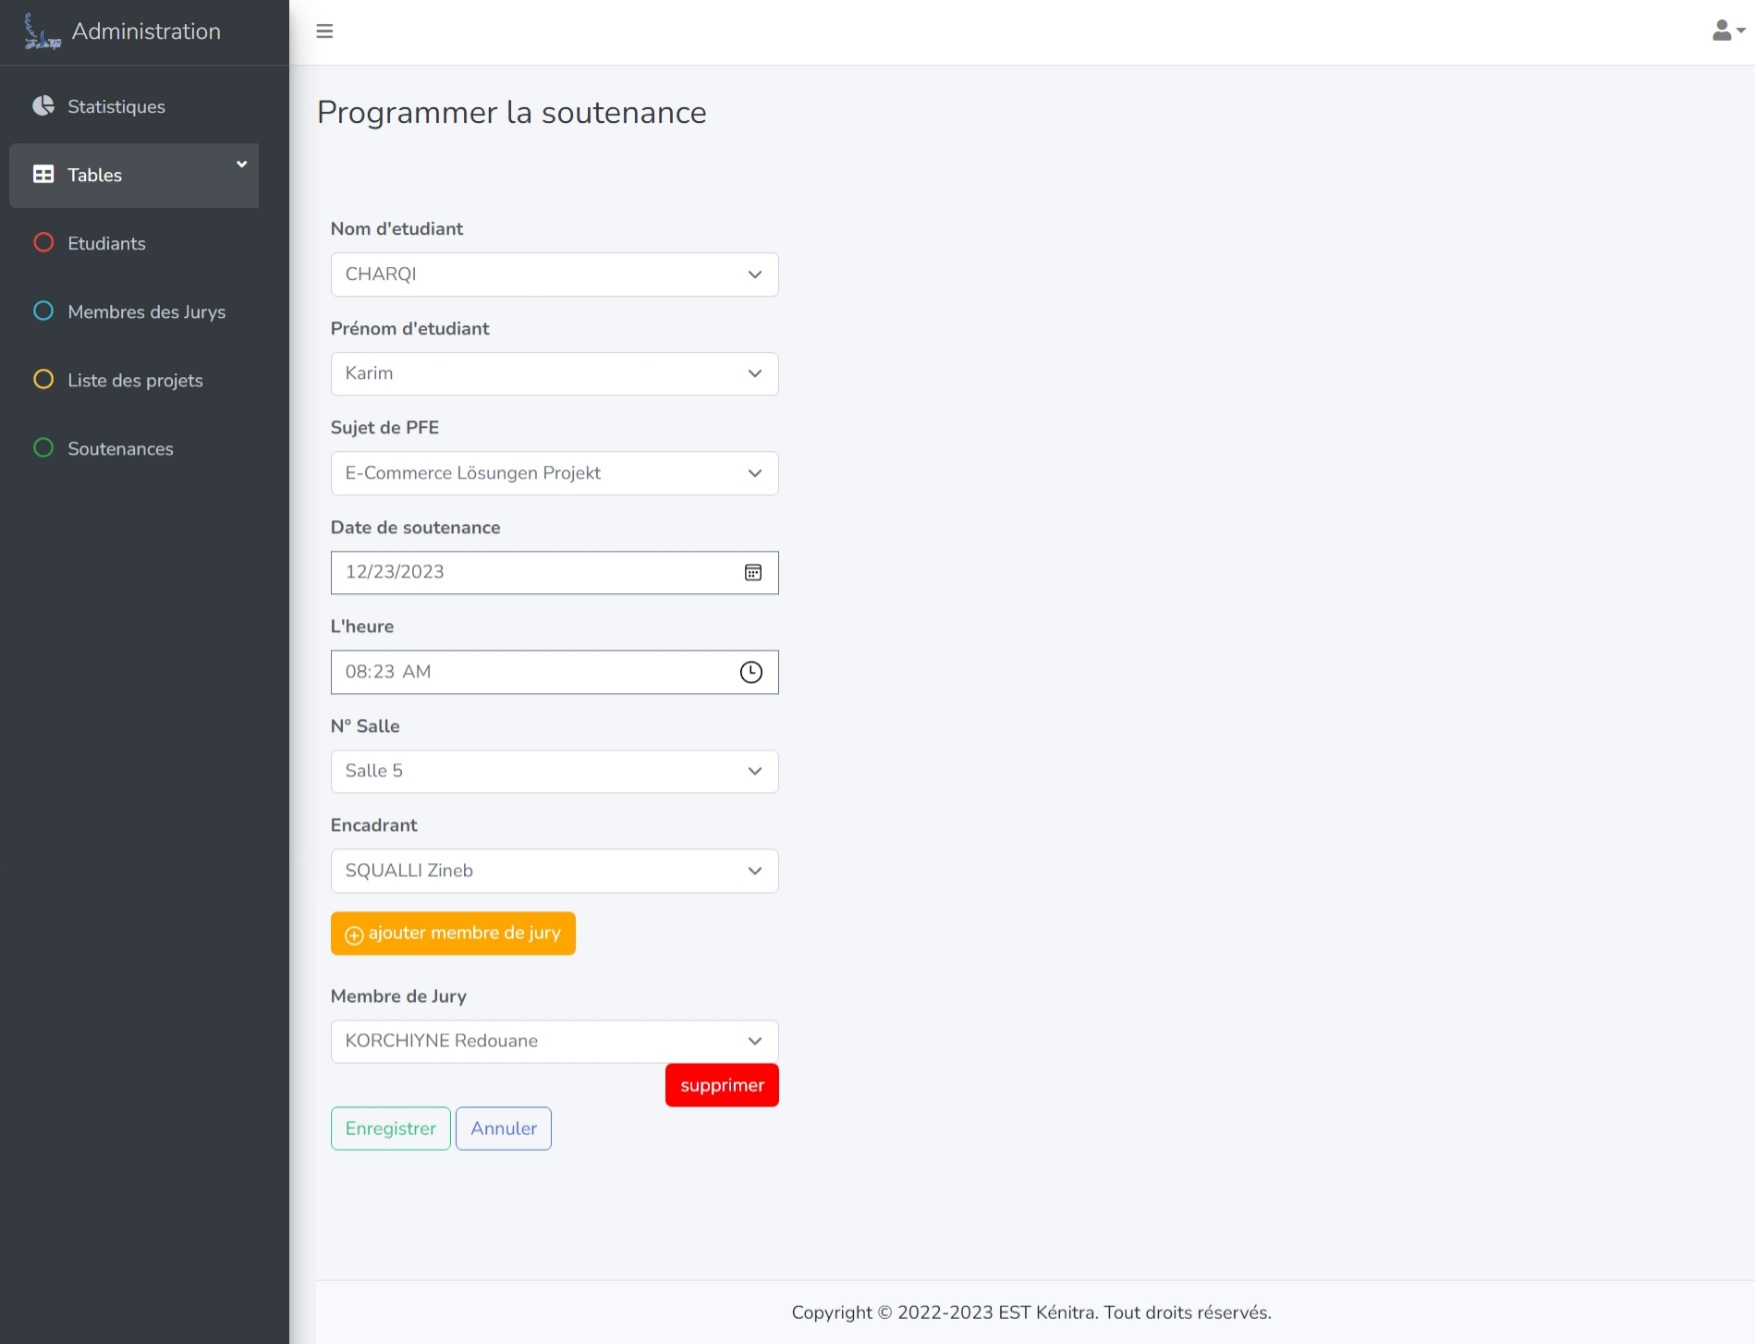 Administration
Statistiques
Tables
Etudiants
Membres des Jurys
Liste des projets
Soutenances
Programmer la soutenance
Nom d'etudiant
CHARQI
Prénom d'etudiant
Karim
Sujet de PFE
E-Commerce Lösungen Projekt
Date de soutenance
12/23/2023
L'heure
08:23 AM
N° Salle
Salle 5
Encadrant
SQUALLI Zineb
ajouter membre de jury
Membre de Jury
KORCHIYNE Redouane
supprimer
Enregistrer Annuler
Copyright © 2022-2023 EST Kénitra. Tout droits réservés.